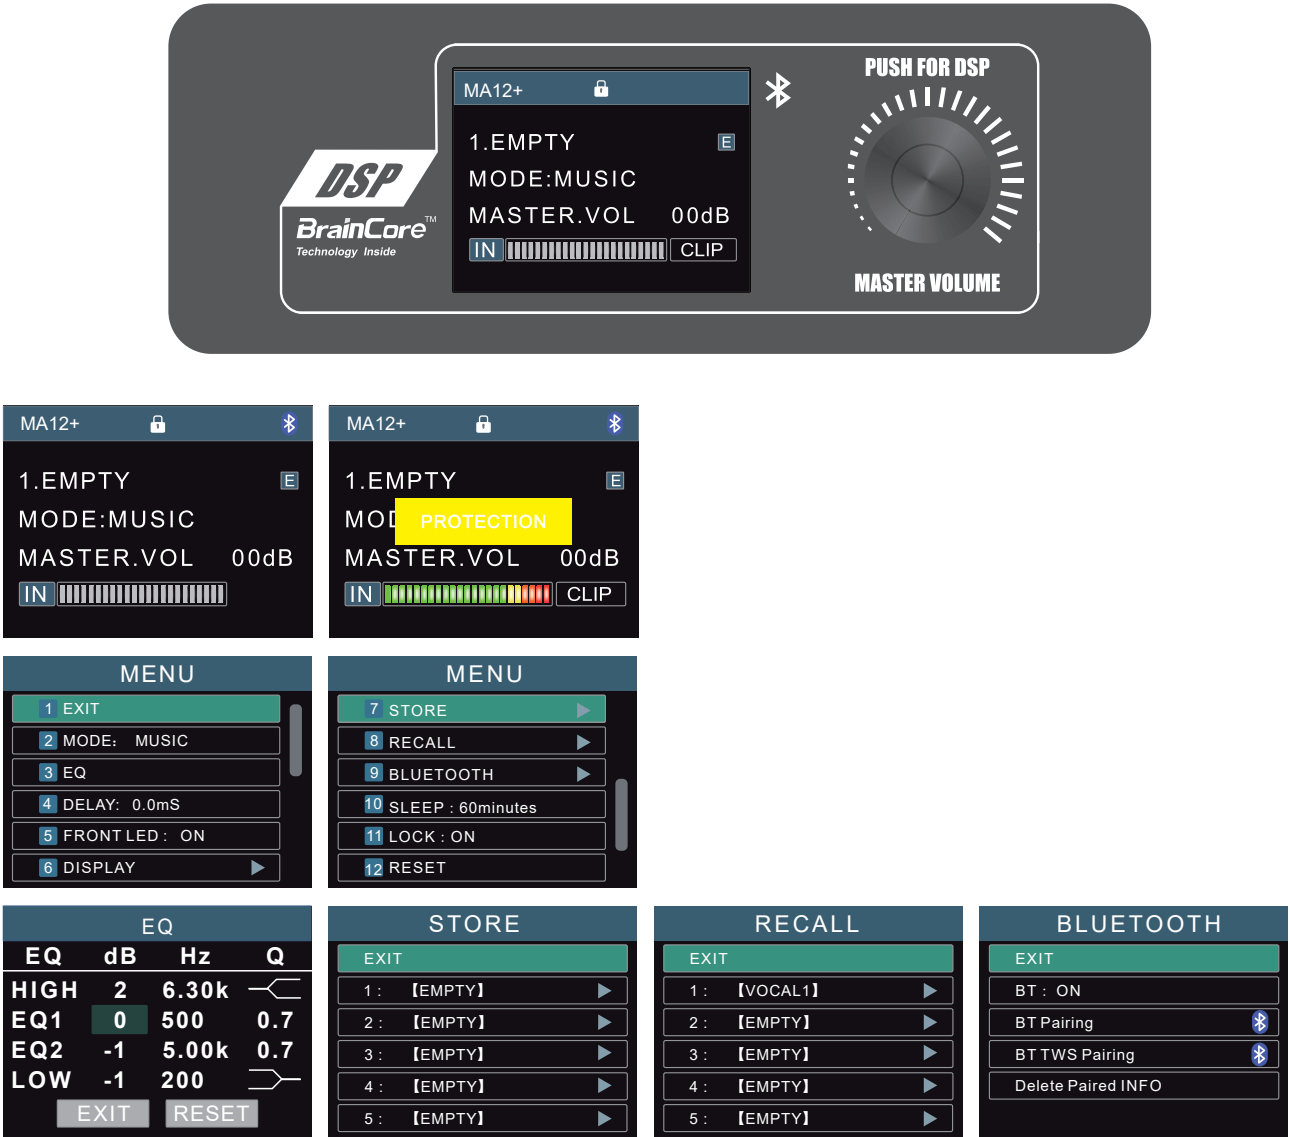 PUSH FOR DSP
MA12+
1.EMPTY E
MODE:MUSIC
MASTER.VOL 00dB
IN CLIP
DSP
BrainCore™
Technology Inside
MASTER VOLUME
MA12+
1.EMPTY E
MODE:MUSIC
MASTER.VOL 00dB
IN
MA12+
1.EMPTY E
MOD PROTECTION
MASTER.VOL 00dB
IN CLIP
MENU
1 EXIT
2 MODE: MUSIC
3 EQ
4 DELAY: 0.0mS
5 FRONT LED : ON
6 DISPLAY
MENU
7 STORE
8 RECALL
9 BLUETOOTH
10 SLEEP : 60minutes
11 LOCK : ON
12 RESET
EQ
EQ dB Hz Q
HIGH 2 6.30k
EQ1 0 500 0.7
EQ2 -1 5.00k 0.7
LOW -1 200
EXIT RESET
STORE
EXIT
1 : 【EMPTY】
2 : 【EMPTY】
3 : 【EMPTY】
4 : 【EMPTY】
5 : 【EMPTY】
RECALL
EXIT
1 : 【VOCAL1】
2 : 【EMPTY】
3 : 【EMPTY】
4 : 【EMPTY】
5 : 【EMPTY】
BLUETOOTH
EXIT
BT : ON
BT Pairing
BT TWS Pairing
Delete Paired INFO